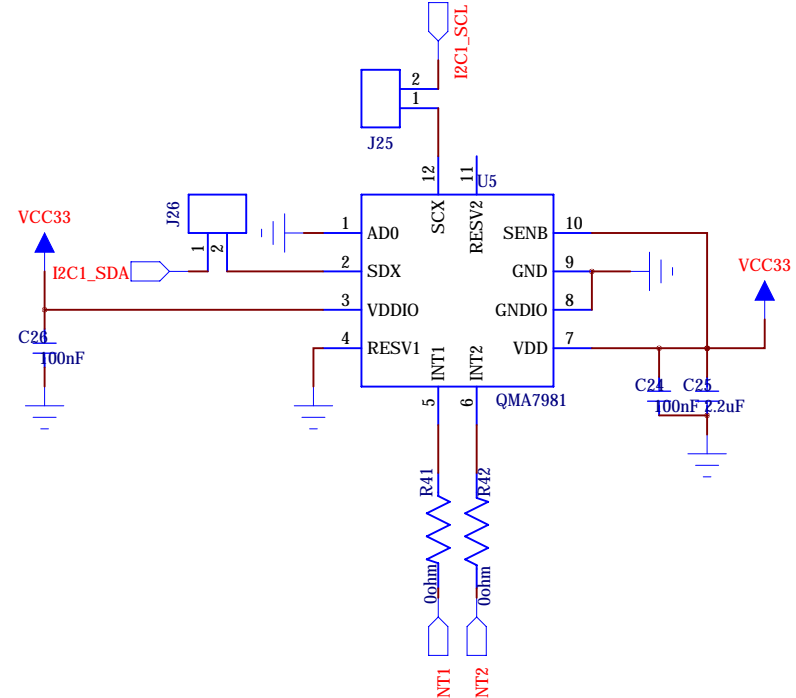 I2C1_SCL
2
1
J25
12
11
U5
J26
1
2
VCC33
I2C1_SDA
1
AD0
SCX
RESV2
SENB
10
2
SDX
GND
9
3
VDDIO
GNDIO
8
4
RESV1
INT1
INT2
VDD
7
VCC33
C26
100nF
5
6
QMA7981
C24
100nF
C25
2.2uF
R41
R42
0ohm
0ohm
NT1
NT2